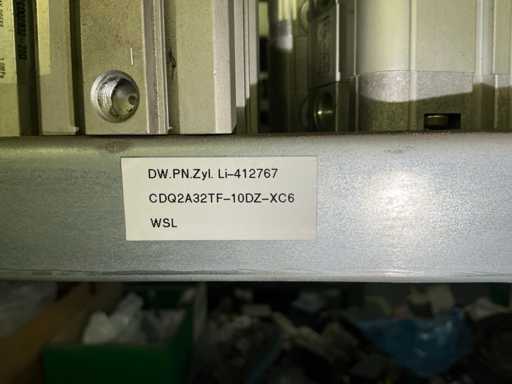 DW.PN.Zyl. Li-412767
CDQ2A32TF-10DZ-XC6
WSL